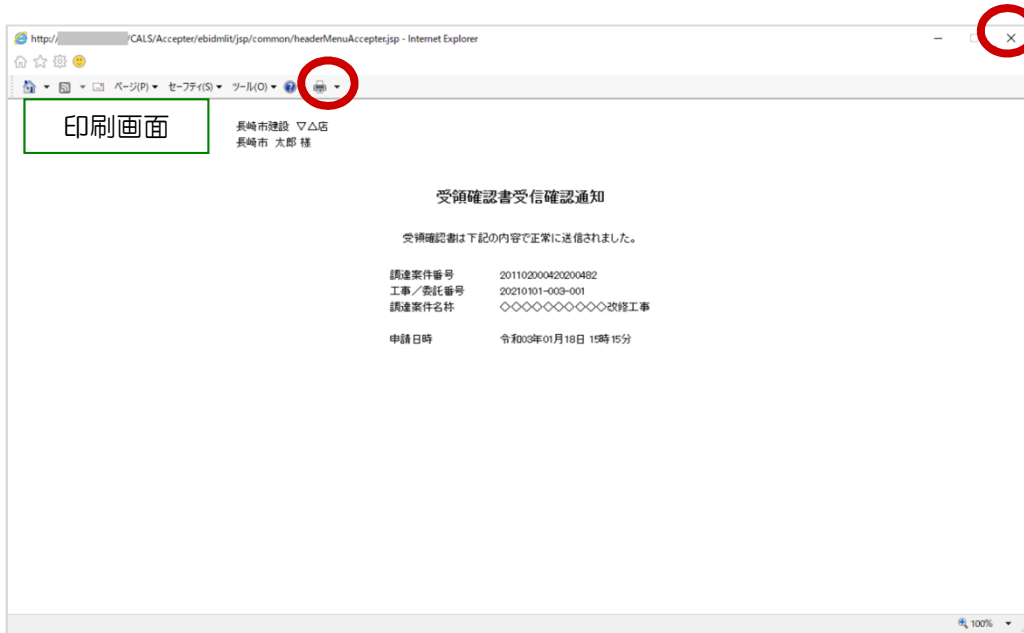 http://　/CALS/Accepter/ebidmlit/jsp/common/headerMenuAccepter.jsp - Internet Explorer
ページ(P) セーフティ(S) ツール(O)
印刷画面
長崎市建設 ▽△店
長崎市 太郎 様
受領確認書受信確認通知
受領確認書は下記の内容で正常に送信されました。
調達案件番号 201102000420200482
工事／委託番号 20210101-003-001
調達案件名称 ◇◇◇◇◇◇◇◇◇◇改修工事
申請日時 令和03年01月18日 15時15分
100%